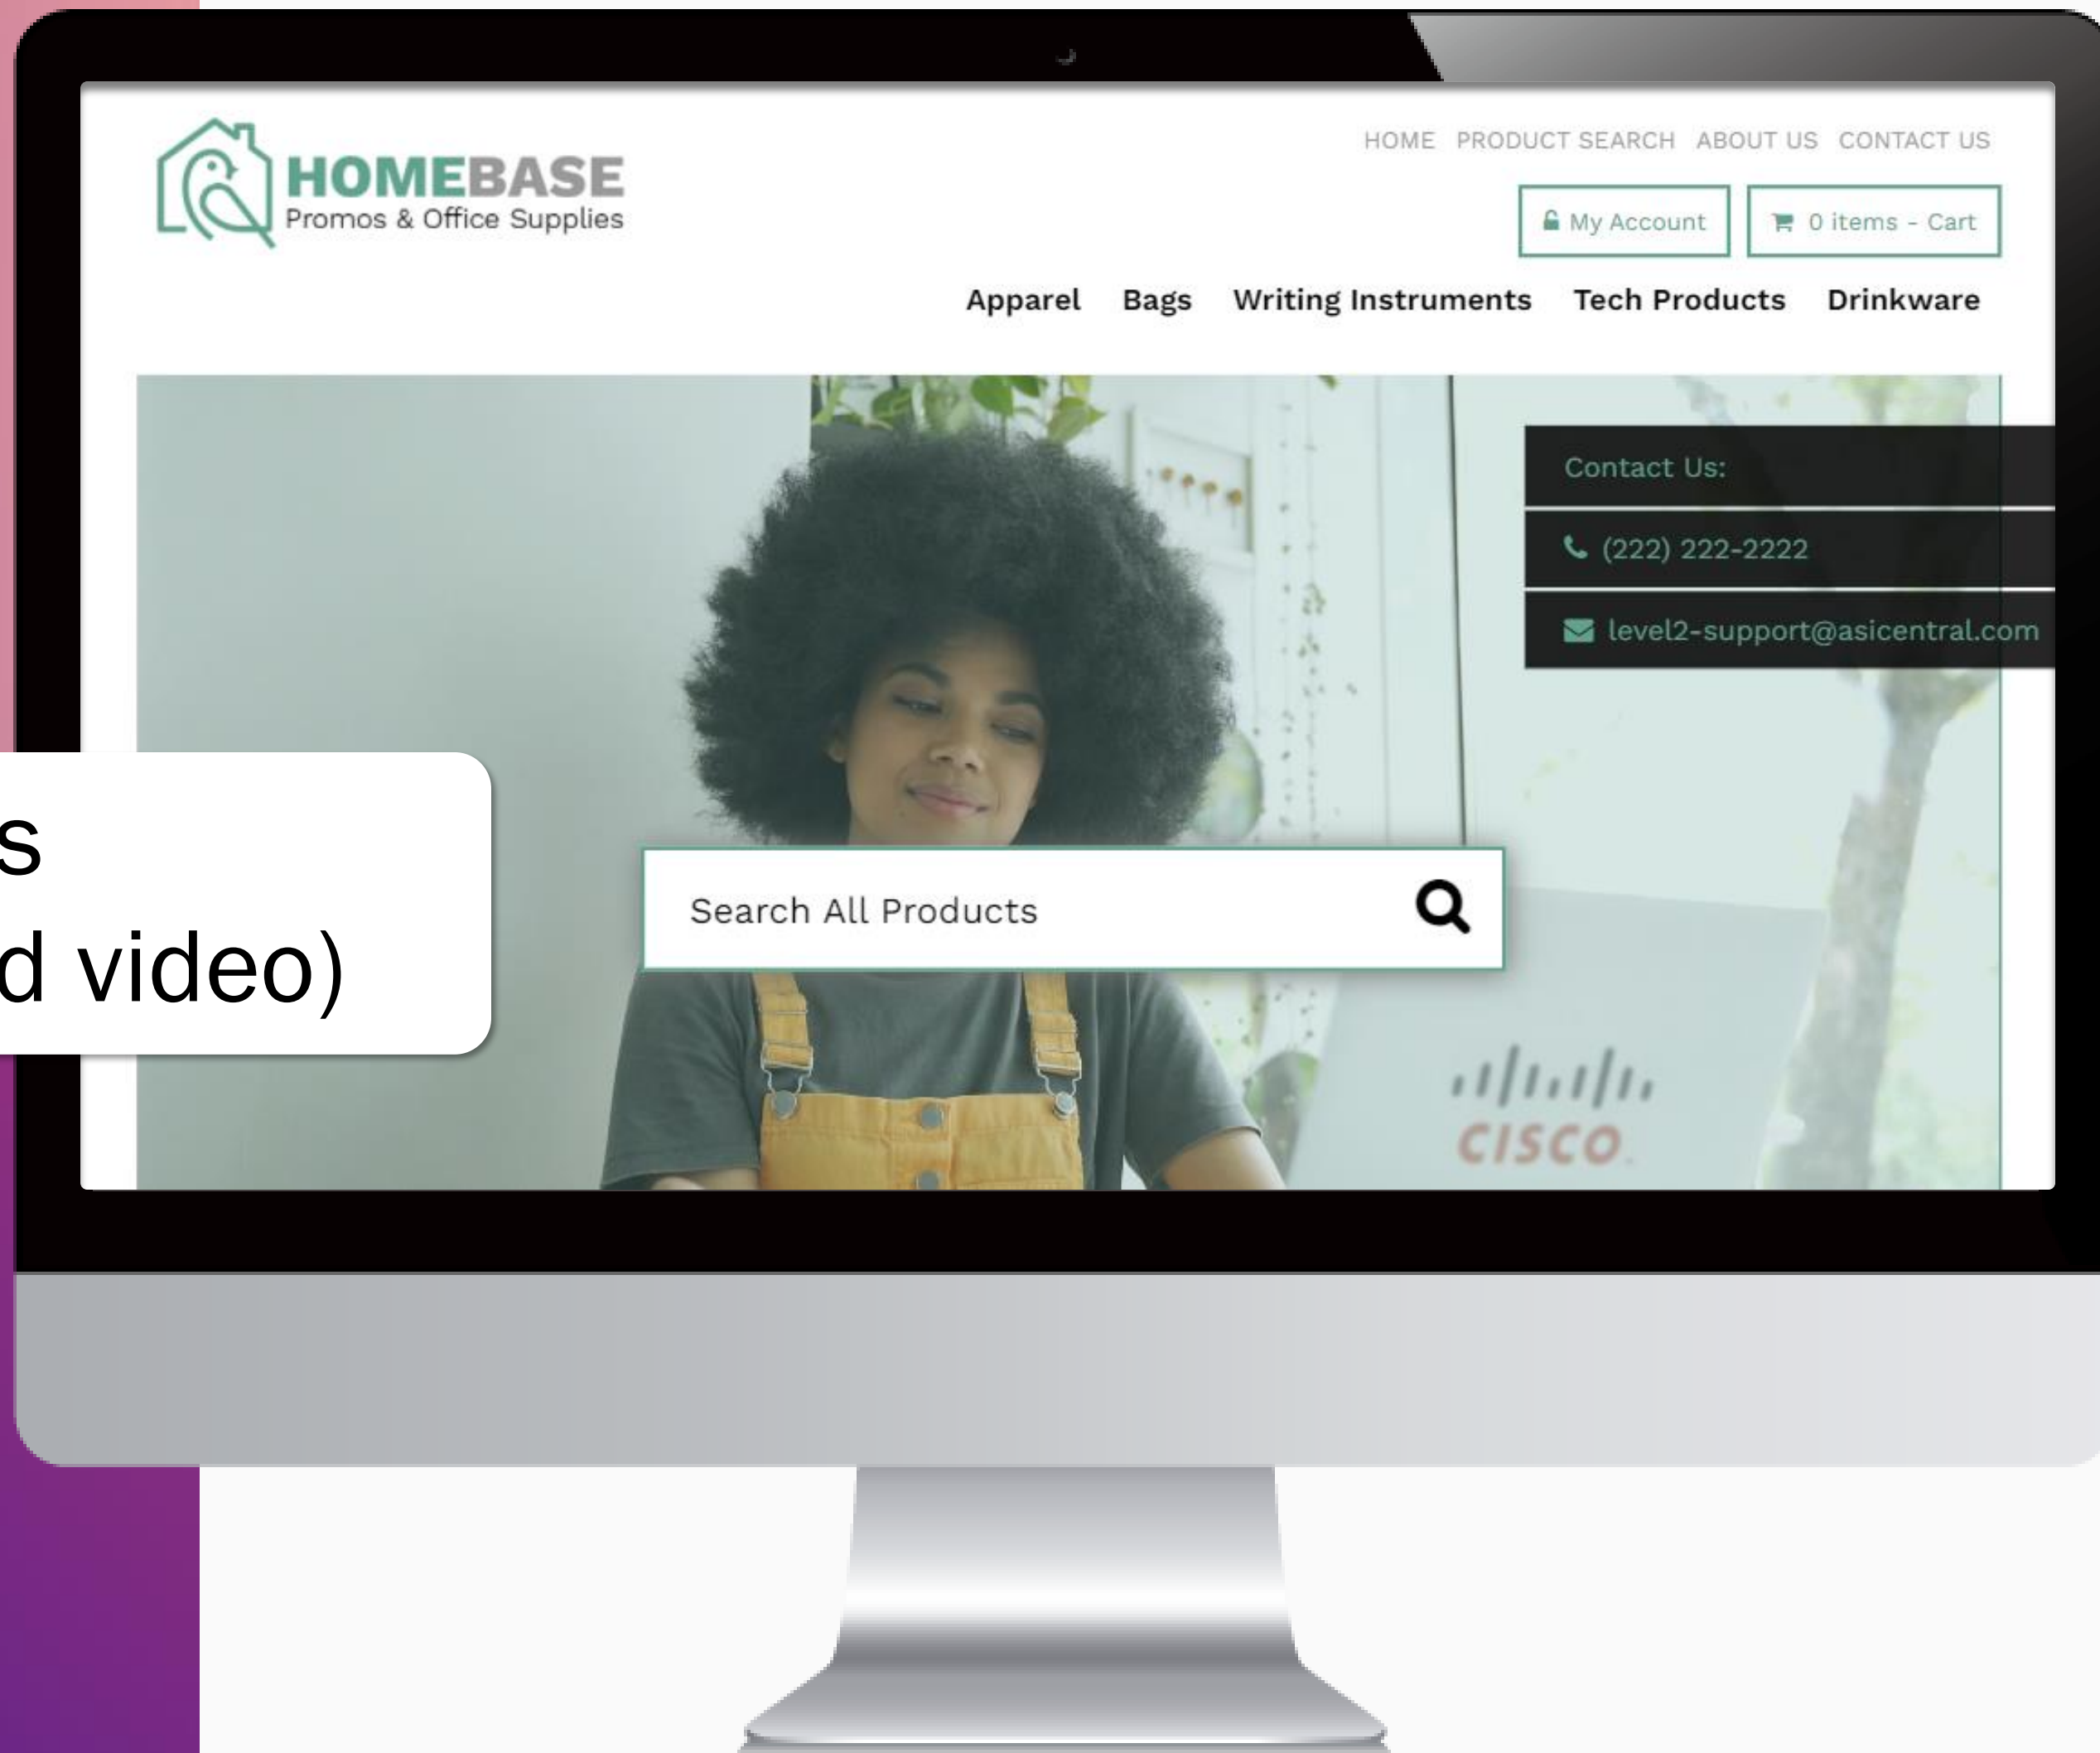 HOMEBASE
Promos & Office Supplies
HOME PRODUCT SEARCH ABOUT US CONTACT US
My Account
0 items - Cart
Apparel Bags Writing Instruments Tech Products Drinkware
Contact Us:
(222) 222-2222
level2-support@asicentral.com
s
d video)
Search All Products
CISCO